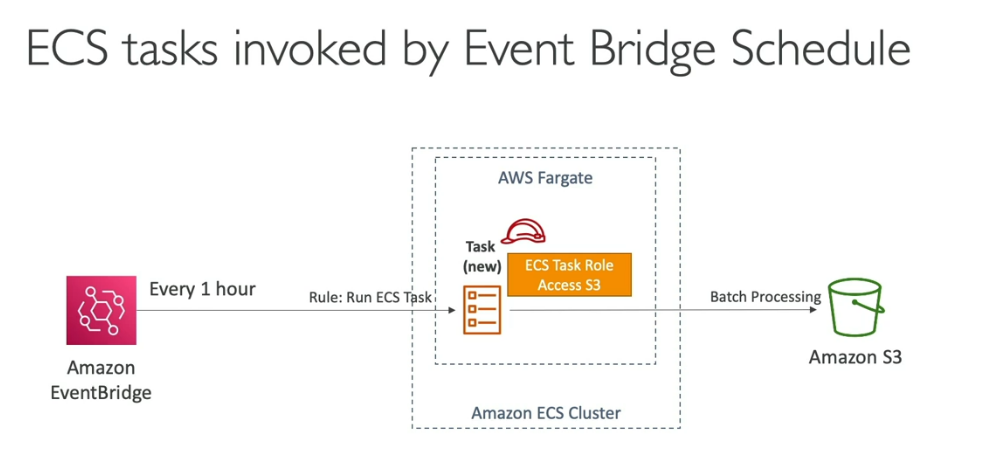 ECS tasks invoked by Event Bridge Schedule
AWS Fargate
Task
(new)
ECS Task Role
Access S3
Every 1 hour
Rule: Run ECS Task
Batch Processing
Amazon
EventBridge
Amazon S3
Amazon ECS Cluster